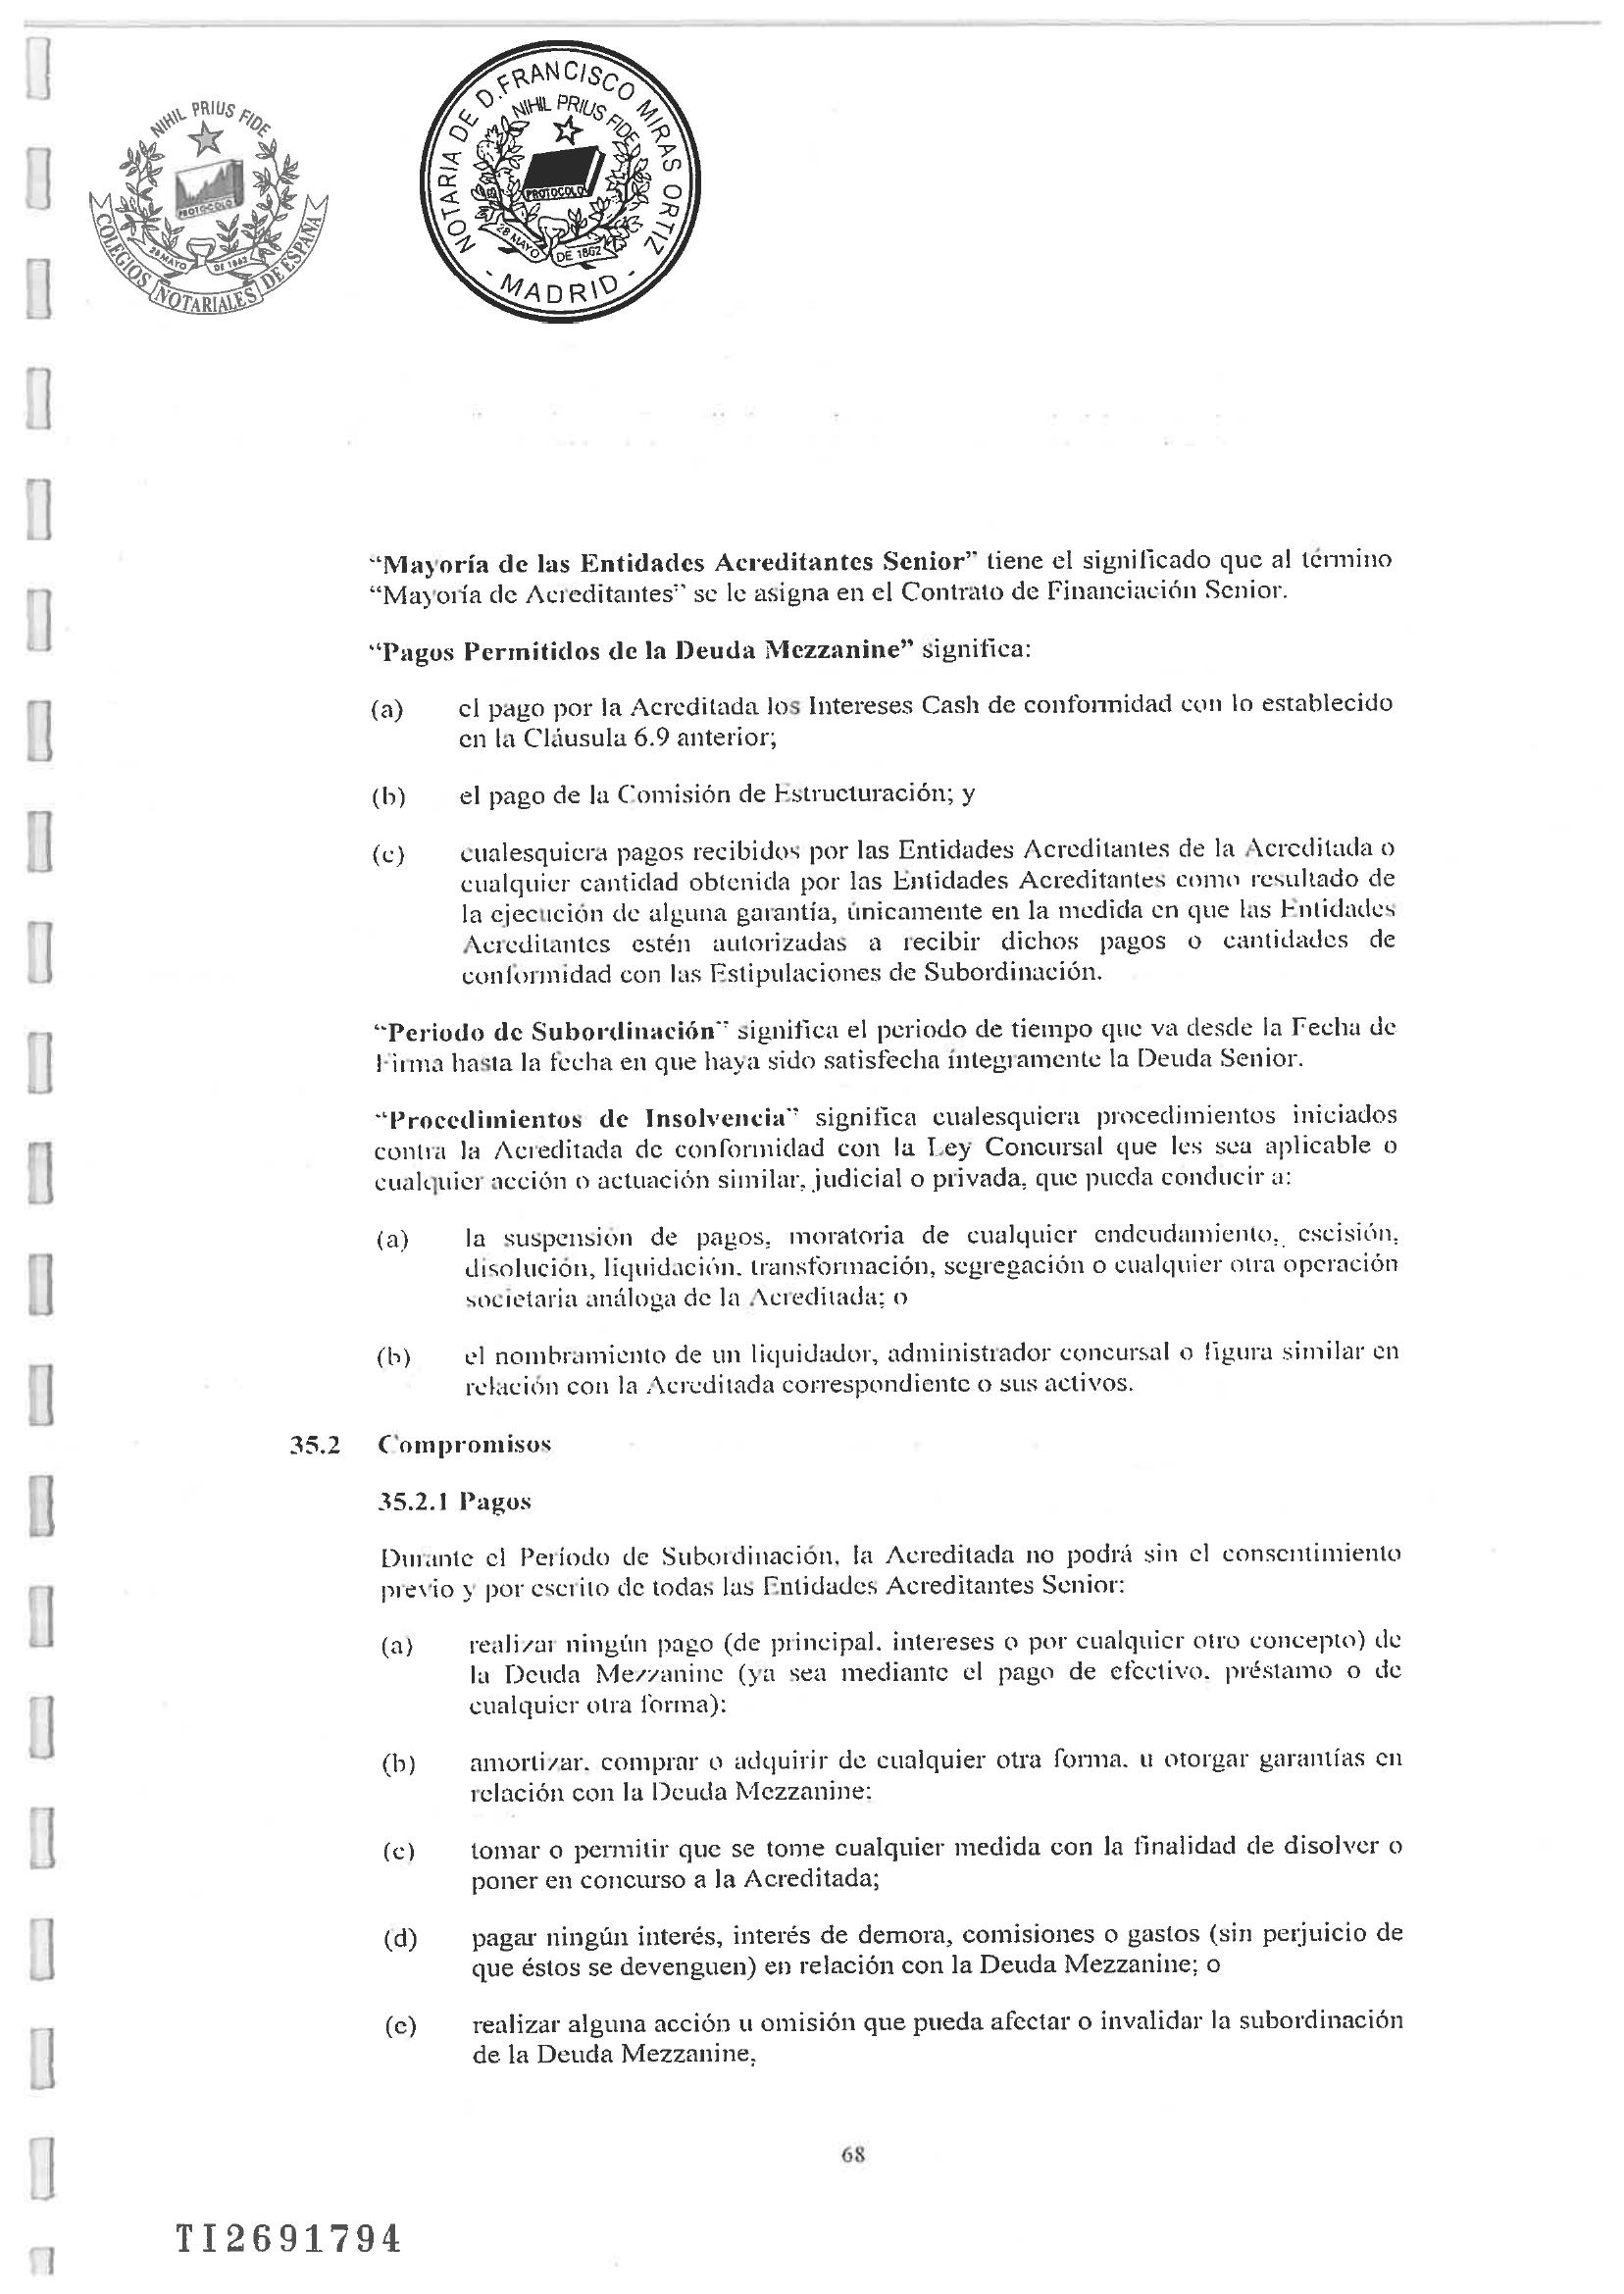 NIHIL PRIUS FIDE
PROTOCOLO
28 MAYO DE 1862
COLEGIOS NOTARIALES DE ESPAÑA
NOTARIA DE D.FRANCISCO MIRAS ORTIZ
NIHIL PRIUS FIDE
PROTOCOLO
28 MAYO DE 1862
- MADRID -
“Mayoría de las Entidades Acreditantes Senior” tiene el significado que al término
“Mayoría de Acreditantes” se le asigna en el Contrato de Financiación Senior.
“Pagos Permitidos de la Deuda Mezzanine” significa:
(a) el pago por la Acreditada los Intereses Cash de conformidad con lo establecido
en la Cláusula 6.9 anterior;
(b) el pago de la Comisión de Estructuración; y
(c) cualesquiera pagos recibidos por las Entidades Acreditantes de la Acreditada o
cualquier cantidad obtenida por las Entidades Acreditantes como resultado de
la ejecución de alguna garantía, únicamente en la medida en que las Entidades
Acreditantes estén autorizadas a recibir dichos pagos o cantidades de
conformidad con las Estipulaciones de Subordinación.
“Periodo de Subordinación” significa el periodo de tiempo que va desde la Fecha de
Firma hasta la fecha en que haya sido satisfecha íntegramente la Deuda Senior.
“Procedimientos de Insolvencia” significa cualesquiera procedimientos iniciados
contra la Acreditada de conformidad con la Ley Concursal que les sea aplicable o
cualquier acción o actuación similar, judicial o privada, que pueda conducir a:
(a) la suspensión de pagos, moratoria de cualquier endeudamiento, escisión,
disolución, liquidación, transformación, segregación o cualquier otra operación
societaria análoga de la Acreditada; o
(b) el nombramiento de un liquidador, administrador concursal o figura similar en
relación con la Acreditada correspondiente o sus activos.
35.2 Compromisos
35.2.1 Pagos
Durante el Período de Subordinación, la Acreditada no podrá sin el consentimiento
previo y por escrito de todas las Entidades Acreditantes Senior:
(a) realizar ningún pago (de principal, intereses o por cualquier otro concepto) de
la Deuda Mezzanine (ya sea mediante el pago de efectivo, préstamo o de
cualquier otra forma);
(b) amortizar, comprar o adquirir de cualquier otra forma, u otorgar garantías en
relación con la Deuda Mezzanine;
(c) tomar o permitir que se tome cualquier medida con la finalidad de disolver o
poner en concurso a la Acreditada;
(d) pagar ningún interés, interés de demora, comisiones o gastos (sin perjuicio de
que éstos se devenguen) en relación con la Deuda Mezzanine; o
(e) realizar alguna acción u omisión que pueda afectar o invalidar la subordinación
de la Deuda Mezzanine,
68
TI2691794